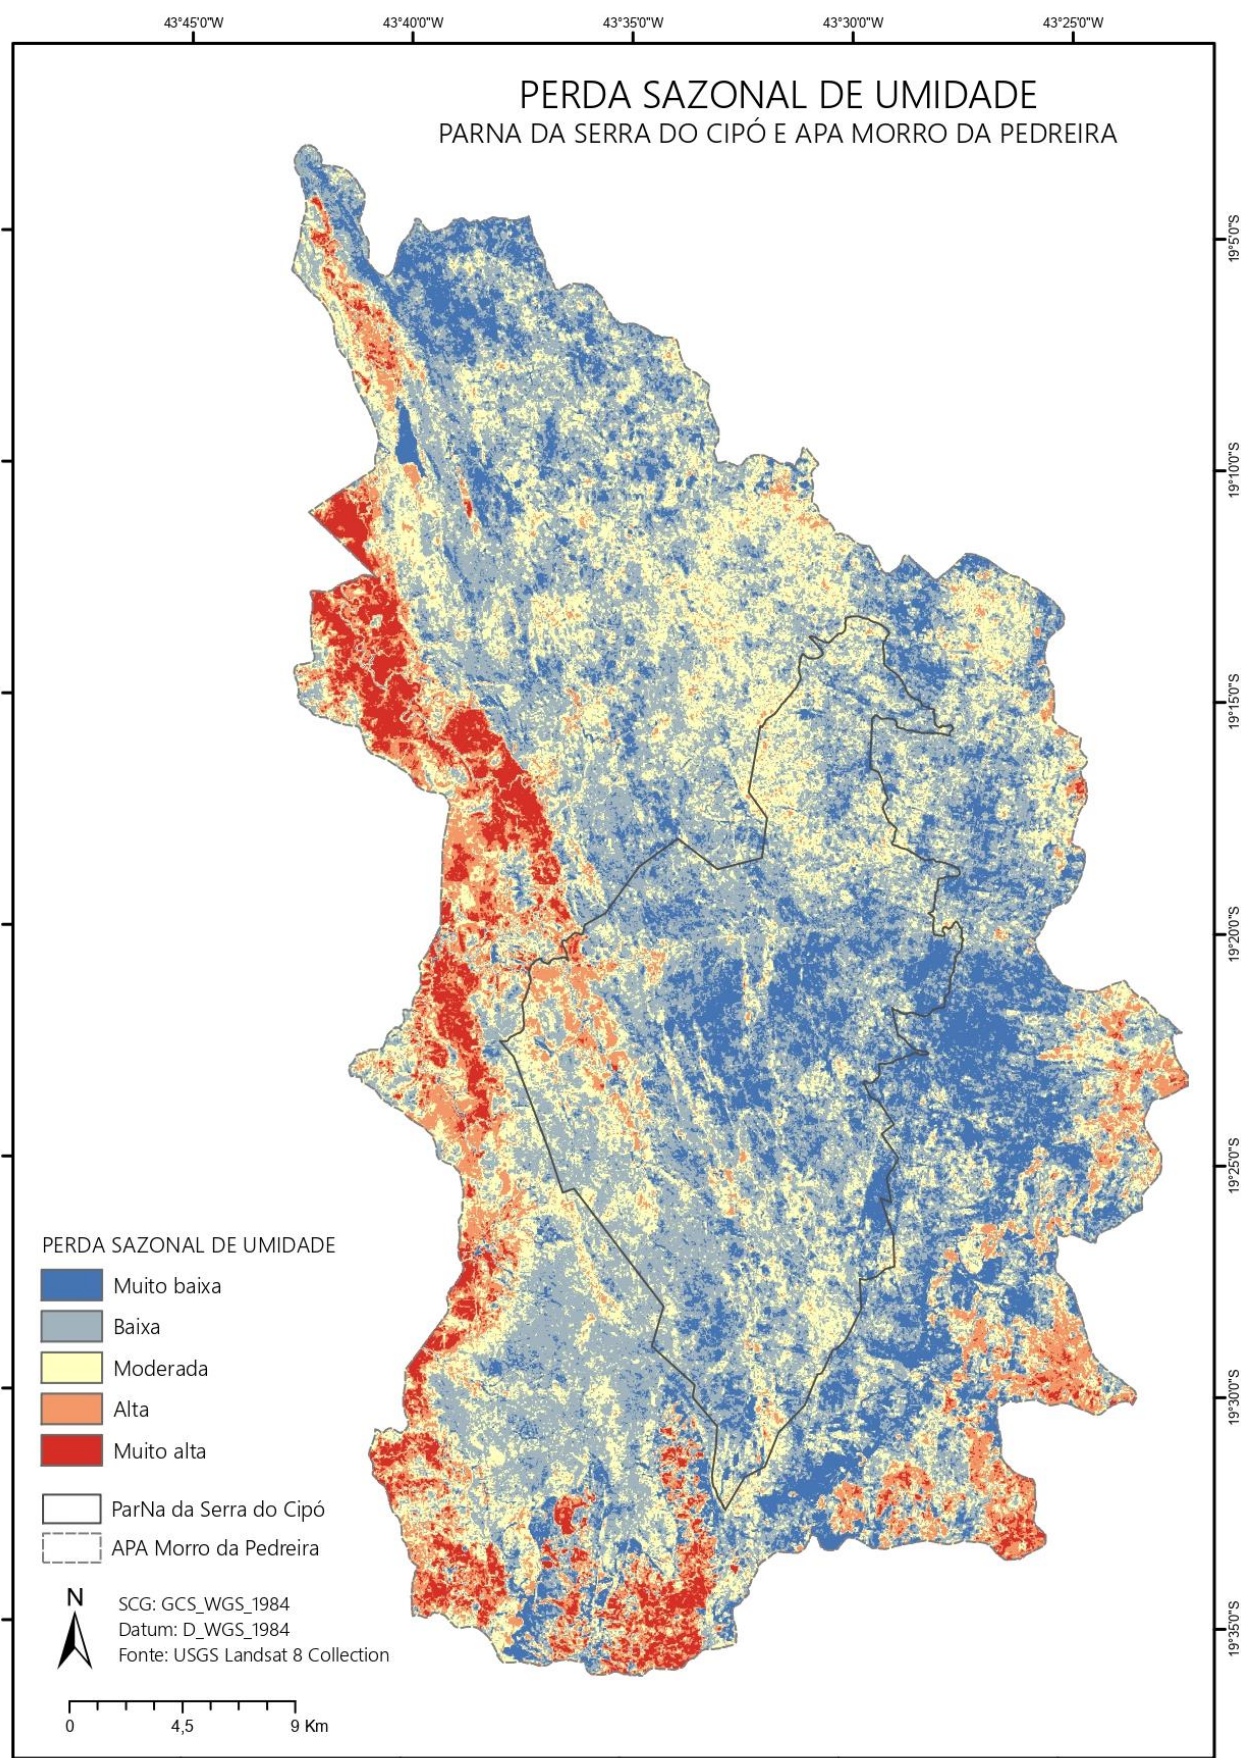 43°45'0"W 43°40'0"W 43°35'0"W 43°30'0"W 43°25'0"W
PERDA SAZONAL DE UMIDADE
PARNA DA SERRA DO CIPÓ E APA MORRO DA PEDREIRA
19°5'0"S
19°10'0"S
19°15'0"S
19°20'0"S
19°25'0"S
19°30'0"S
19°35'0"S
PERDA SAZONAL DE UMIDADE
Muito baixa
Baixa
Moderada
Alta
Muito alta
ParNa da Serra do Cipó
APA Morro da Pedreira
N
SCG: GCS_WGS_1984
Datum: D_WGS_1984
Fonte: USGS Landsat 8 Collection
0 4,5 9 Km